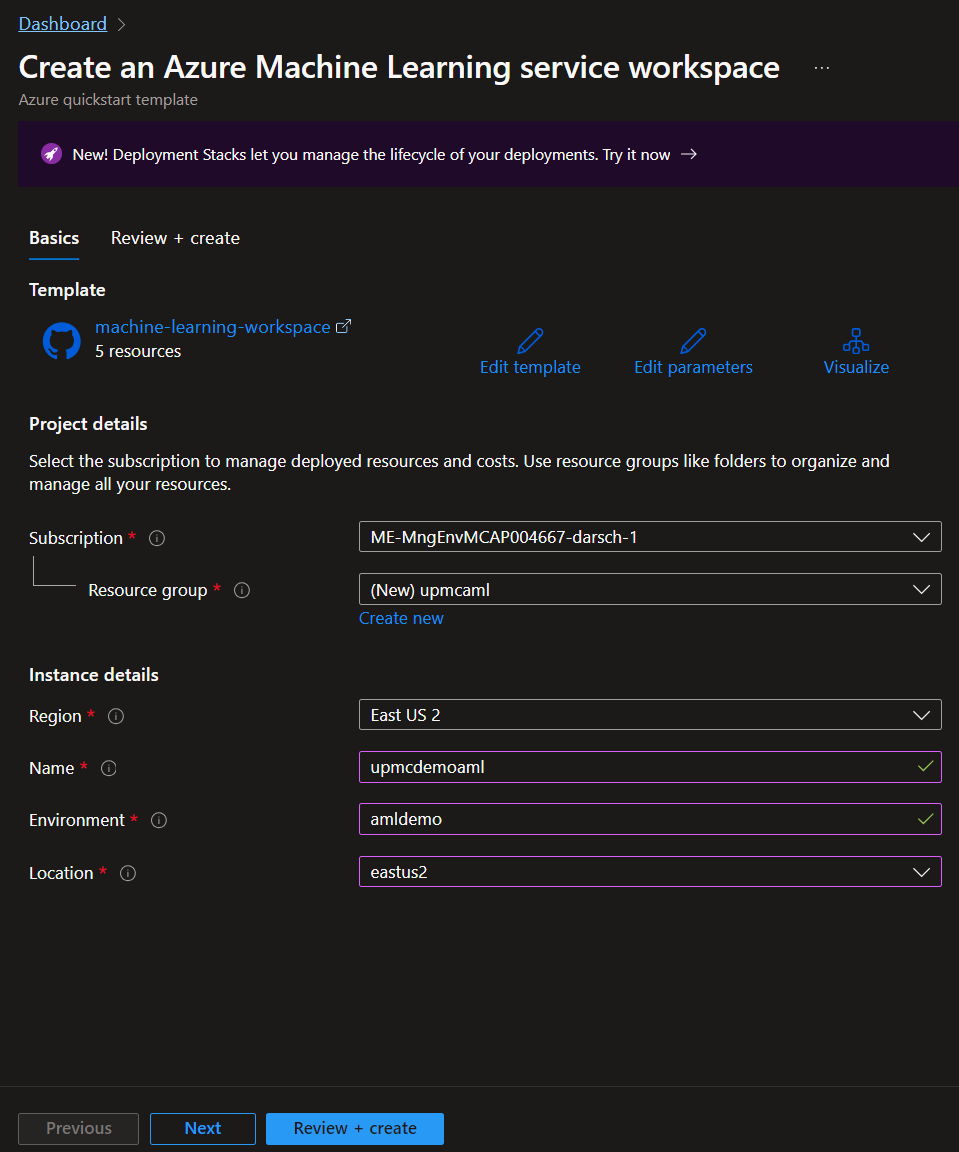 Dashboard
Create an Azure Machine Learning service workspace ...
Azure quickstart template
New! Deployment Stacks let you manage the lifecycle of your deployments. Try it now →
Basics Review + create
Template
machine-learning-workspace
5 resources
Edit template Edit parameters Visualize
Project details
Select the subscription to manage deployed resources and costs. Use resource groups like folders to organize and
manage all your resources.
Subscription * ME-MngEnvMCAP004667-darsch-1
Resource group * (New) upmcaml
Create new
Instance details
Region * East US 2
Name * upmcdemoaml
Environment * amldemo
Location * eastus2
Previous Next Review + create